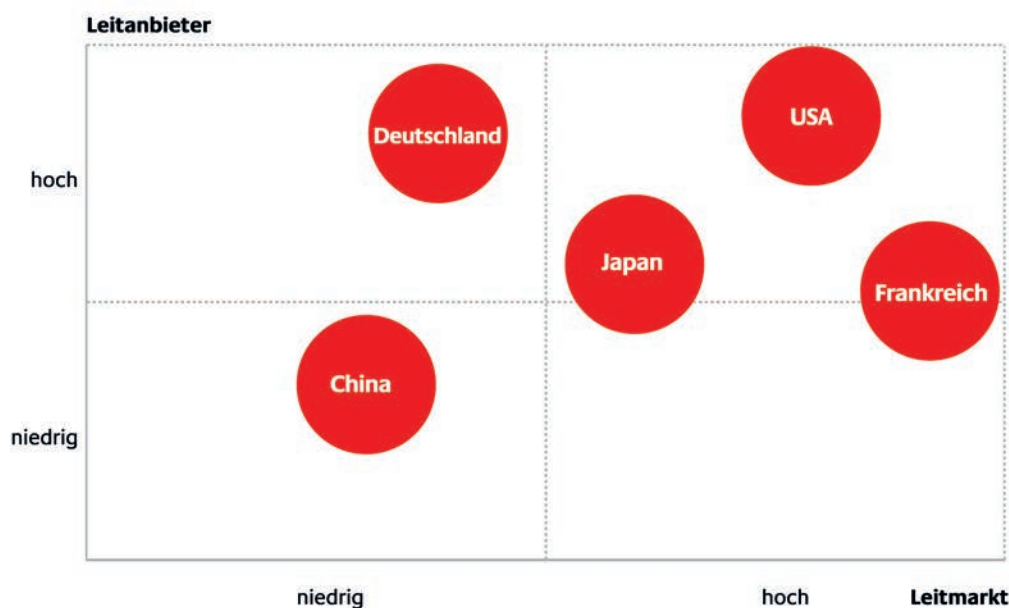 Leitanbieter
USA
Deutschland
hoch
Japan
Frankreich
China
niedrig
niedrig
hoch
Leitmarkt